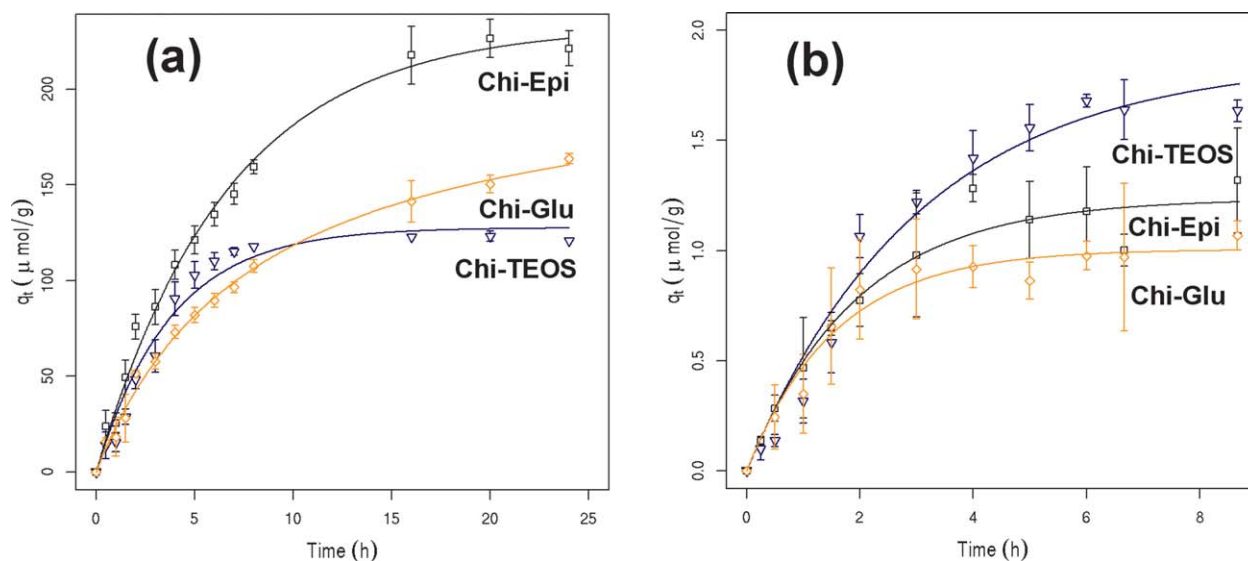 (a)
Chi-Epi
Chi-Glu
Chi-TEOS
qt ( μ mol/g)
0 50 100 150 200
0 5 10 15 20 25
Time (h)
(b)
Chi-TEOS
Chi-Epi
Chi-Glu
qt ( μ mol/g)
0.0 0.5 1.0 1.5 2.0
0 2 4 6 8
Time (h)